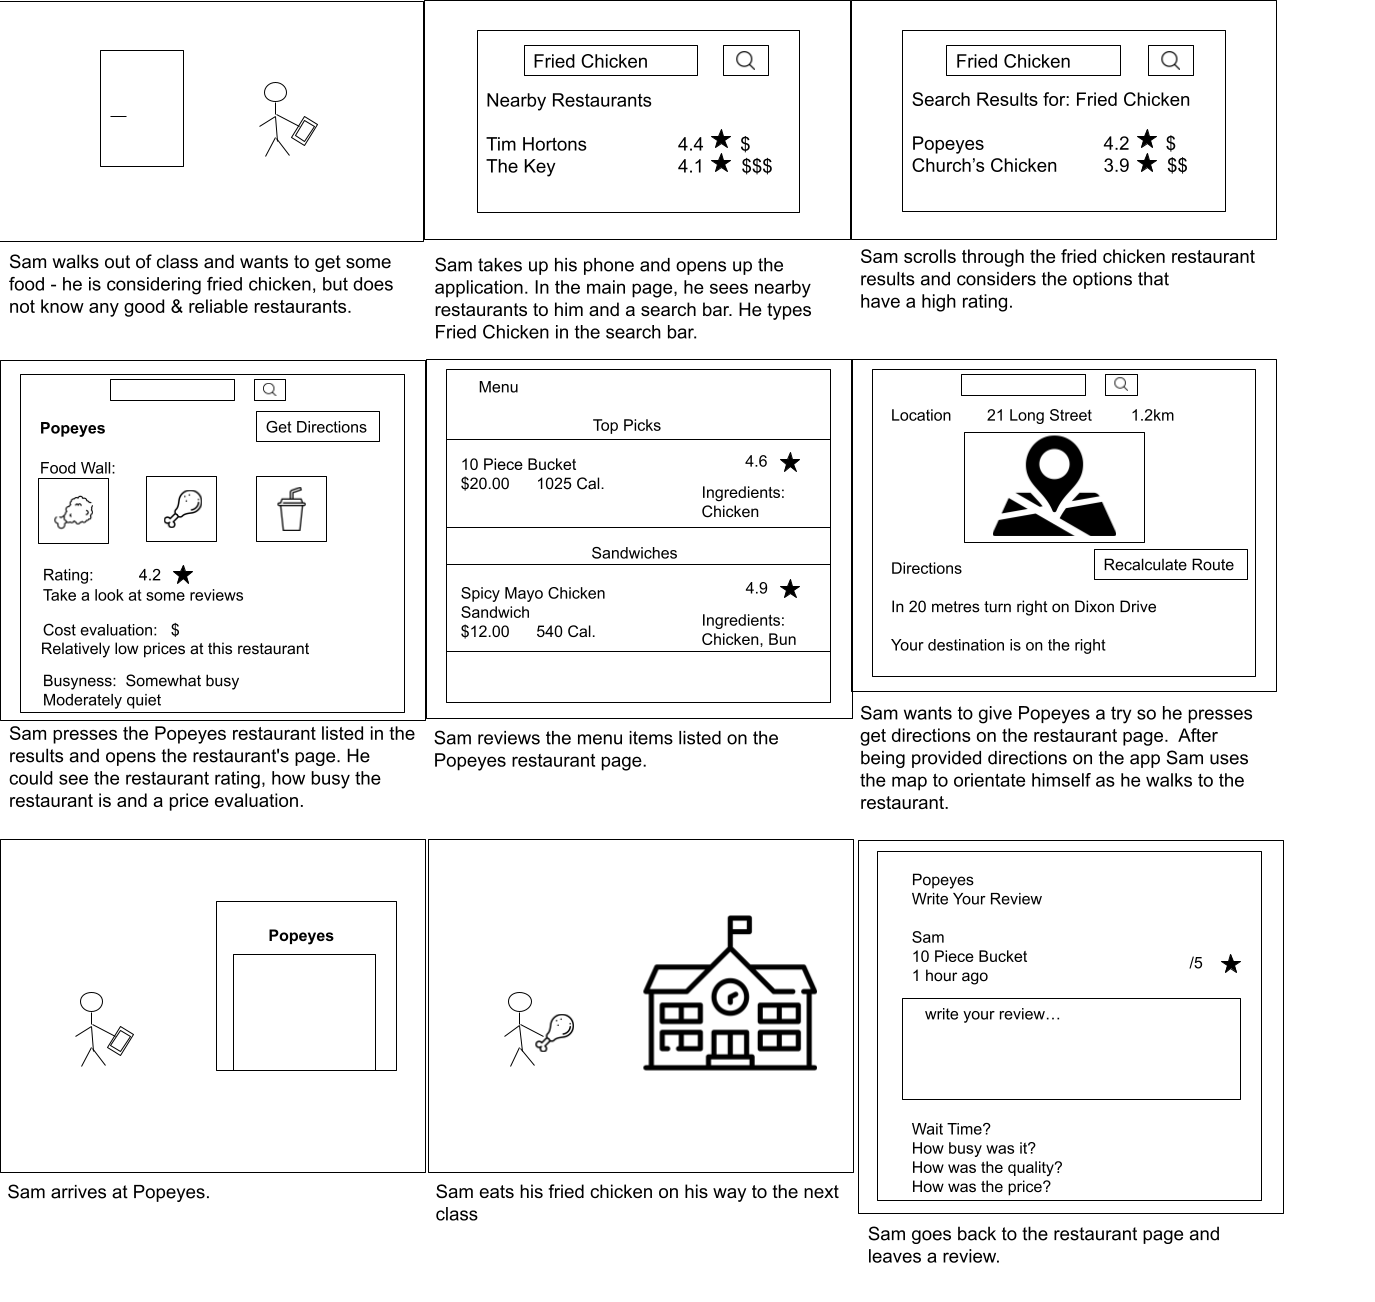 Sam walks out of class and wants to get some
food - he is considering fried chicken, but does
not know any good & reliable restaurants.
Fried Chicken
Nearby Restaurants
Tim Hortons 4.4 ★ $
The Key 4.1 ★ $$$
Sam takes up his phone and opens up the
application. In the main page, he sees nearby
restaurants to him and a search bar. He types
Fried Chicken in the search bar.
Fried Chicken
Search Results for: Fried Chicken
Popeyes 4.2 ★ $
Church's Chicken 3.9 ★ $$
Sam scrolls through the fried chicken restaurant
results and considers the options that
have a high rating.
Popeyes
Get Directions
Food Wall:
Rating: 4.2 ★
Take a look at some reviews
Cost evaluation: $
Relatively low prices at this restaurant
Busyness: Somewhat busy
Moderately quiet
Sam presses the Popeyes restaurant listed in the
results and opens the restaurant's page. He
could see the restaurant rating, how busy the
restaurant is and a price evaluation.
Menu
Top Picks
10 Piece Bucket 4.6 ★
$20.00 1025 Cal.
Ingredients:
Chicken
Sandwiches
Spicy Mayo Chicken 4.9 ★
Sandwich
$12.00 540 Cal.
Ingredients:
Chicken, Bun
Sam reviews the menu items listed on the
Popeyes restaurant page.
Location 21 Long Street 1.2km
Directions
Recalculate Route
In 20 metres turn right on Dixon Drive
Your destination is on the right
Sam wants to give Popeyes a try so he presses
get directions on the restaurant page. After
being provided directions on the app Sam uses
the map to orientate himself as he walks to the
restaurant.
Popeyes
Sam arrives at Popeyes.
Sam eats his fried chicken on his way to the next
class
Popeyes
Write Your Review
Sam
10 Piece Bucket
1 hour ago
/5 ★
write your review…
Wait Time?
How busy was it?
How was the quality?
How was the price?
Sam goes back to the restaurant page and
leaves a review.